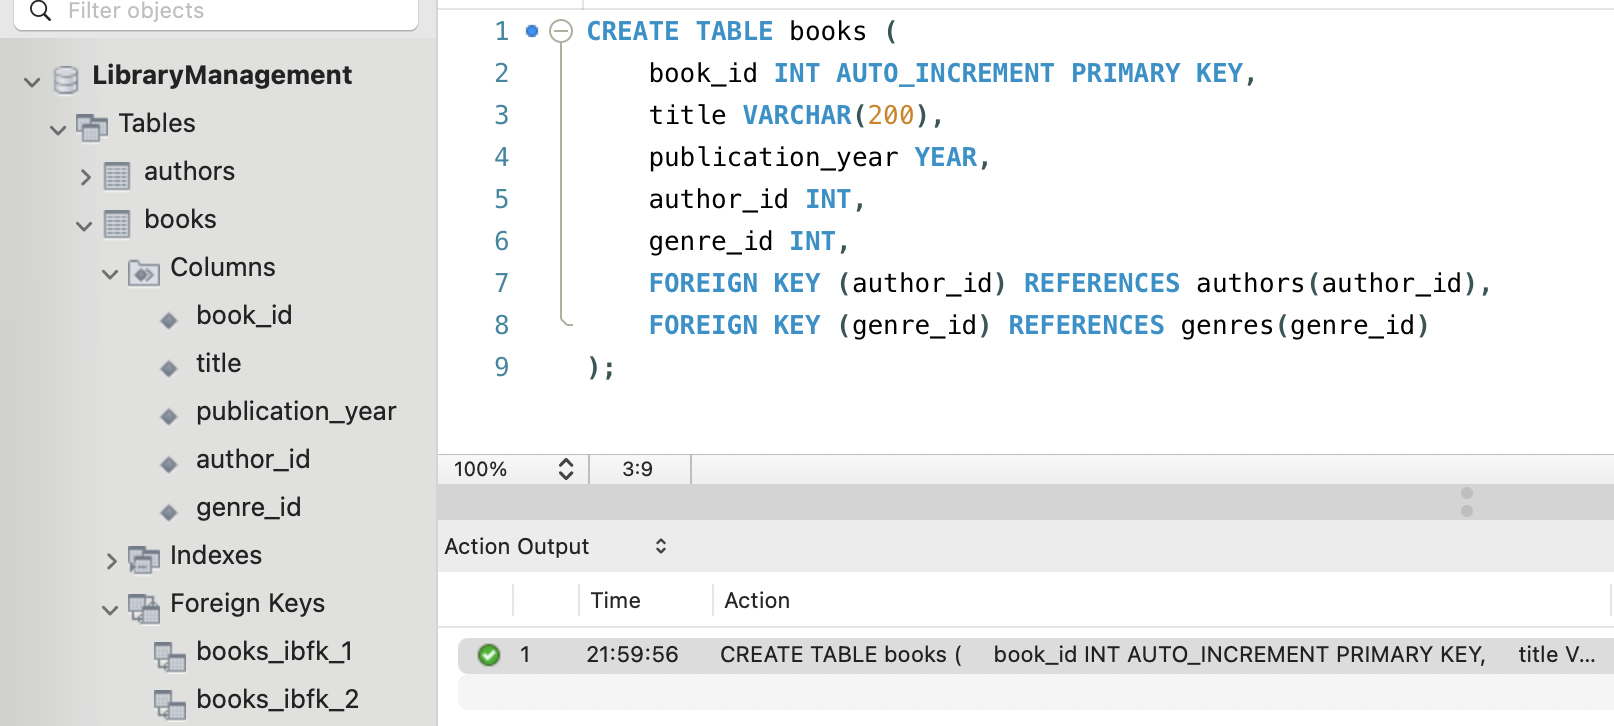 Filter objects
LibraryManagement
Tables
authors
books
Columns
book_id
title
publication_year
author_id
genre_id
Indexes
Foreign Keys
books_ibfk_1
books_ibfk_2
1 CREATE TABLE books (
2 book_id INT AUTO_INCREMENT PRIMARY KEY,
3 title VARCHAR(200),
4 publication_year YEAR,
5 author_id INT,
6 genre_id INT,
7 FOREIGN KEY (author_id) REFERENCES authors(author_id),
8 FOREIGN KEY (genre_id) REFERENCES genres(genre_id)
9 );
100% 3:9
Action Output
Time Action
1 21:59:56 CREATE TABLE books ( book_id INT AUTO_INCREMENT PRIMARY KEY, title V...